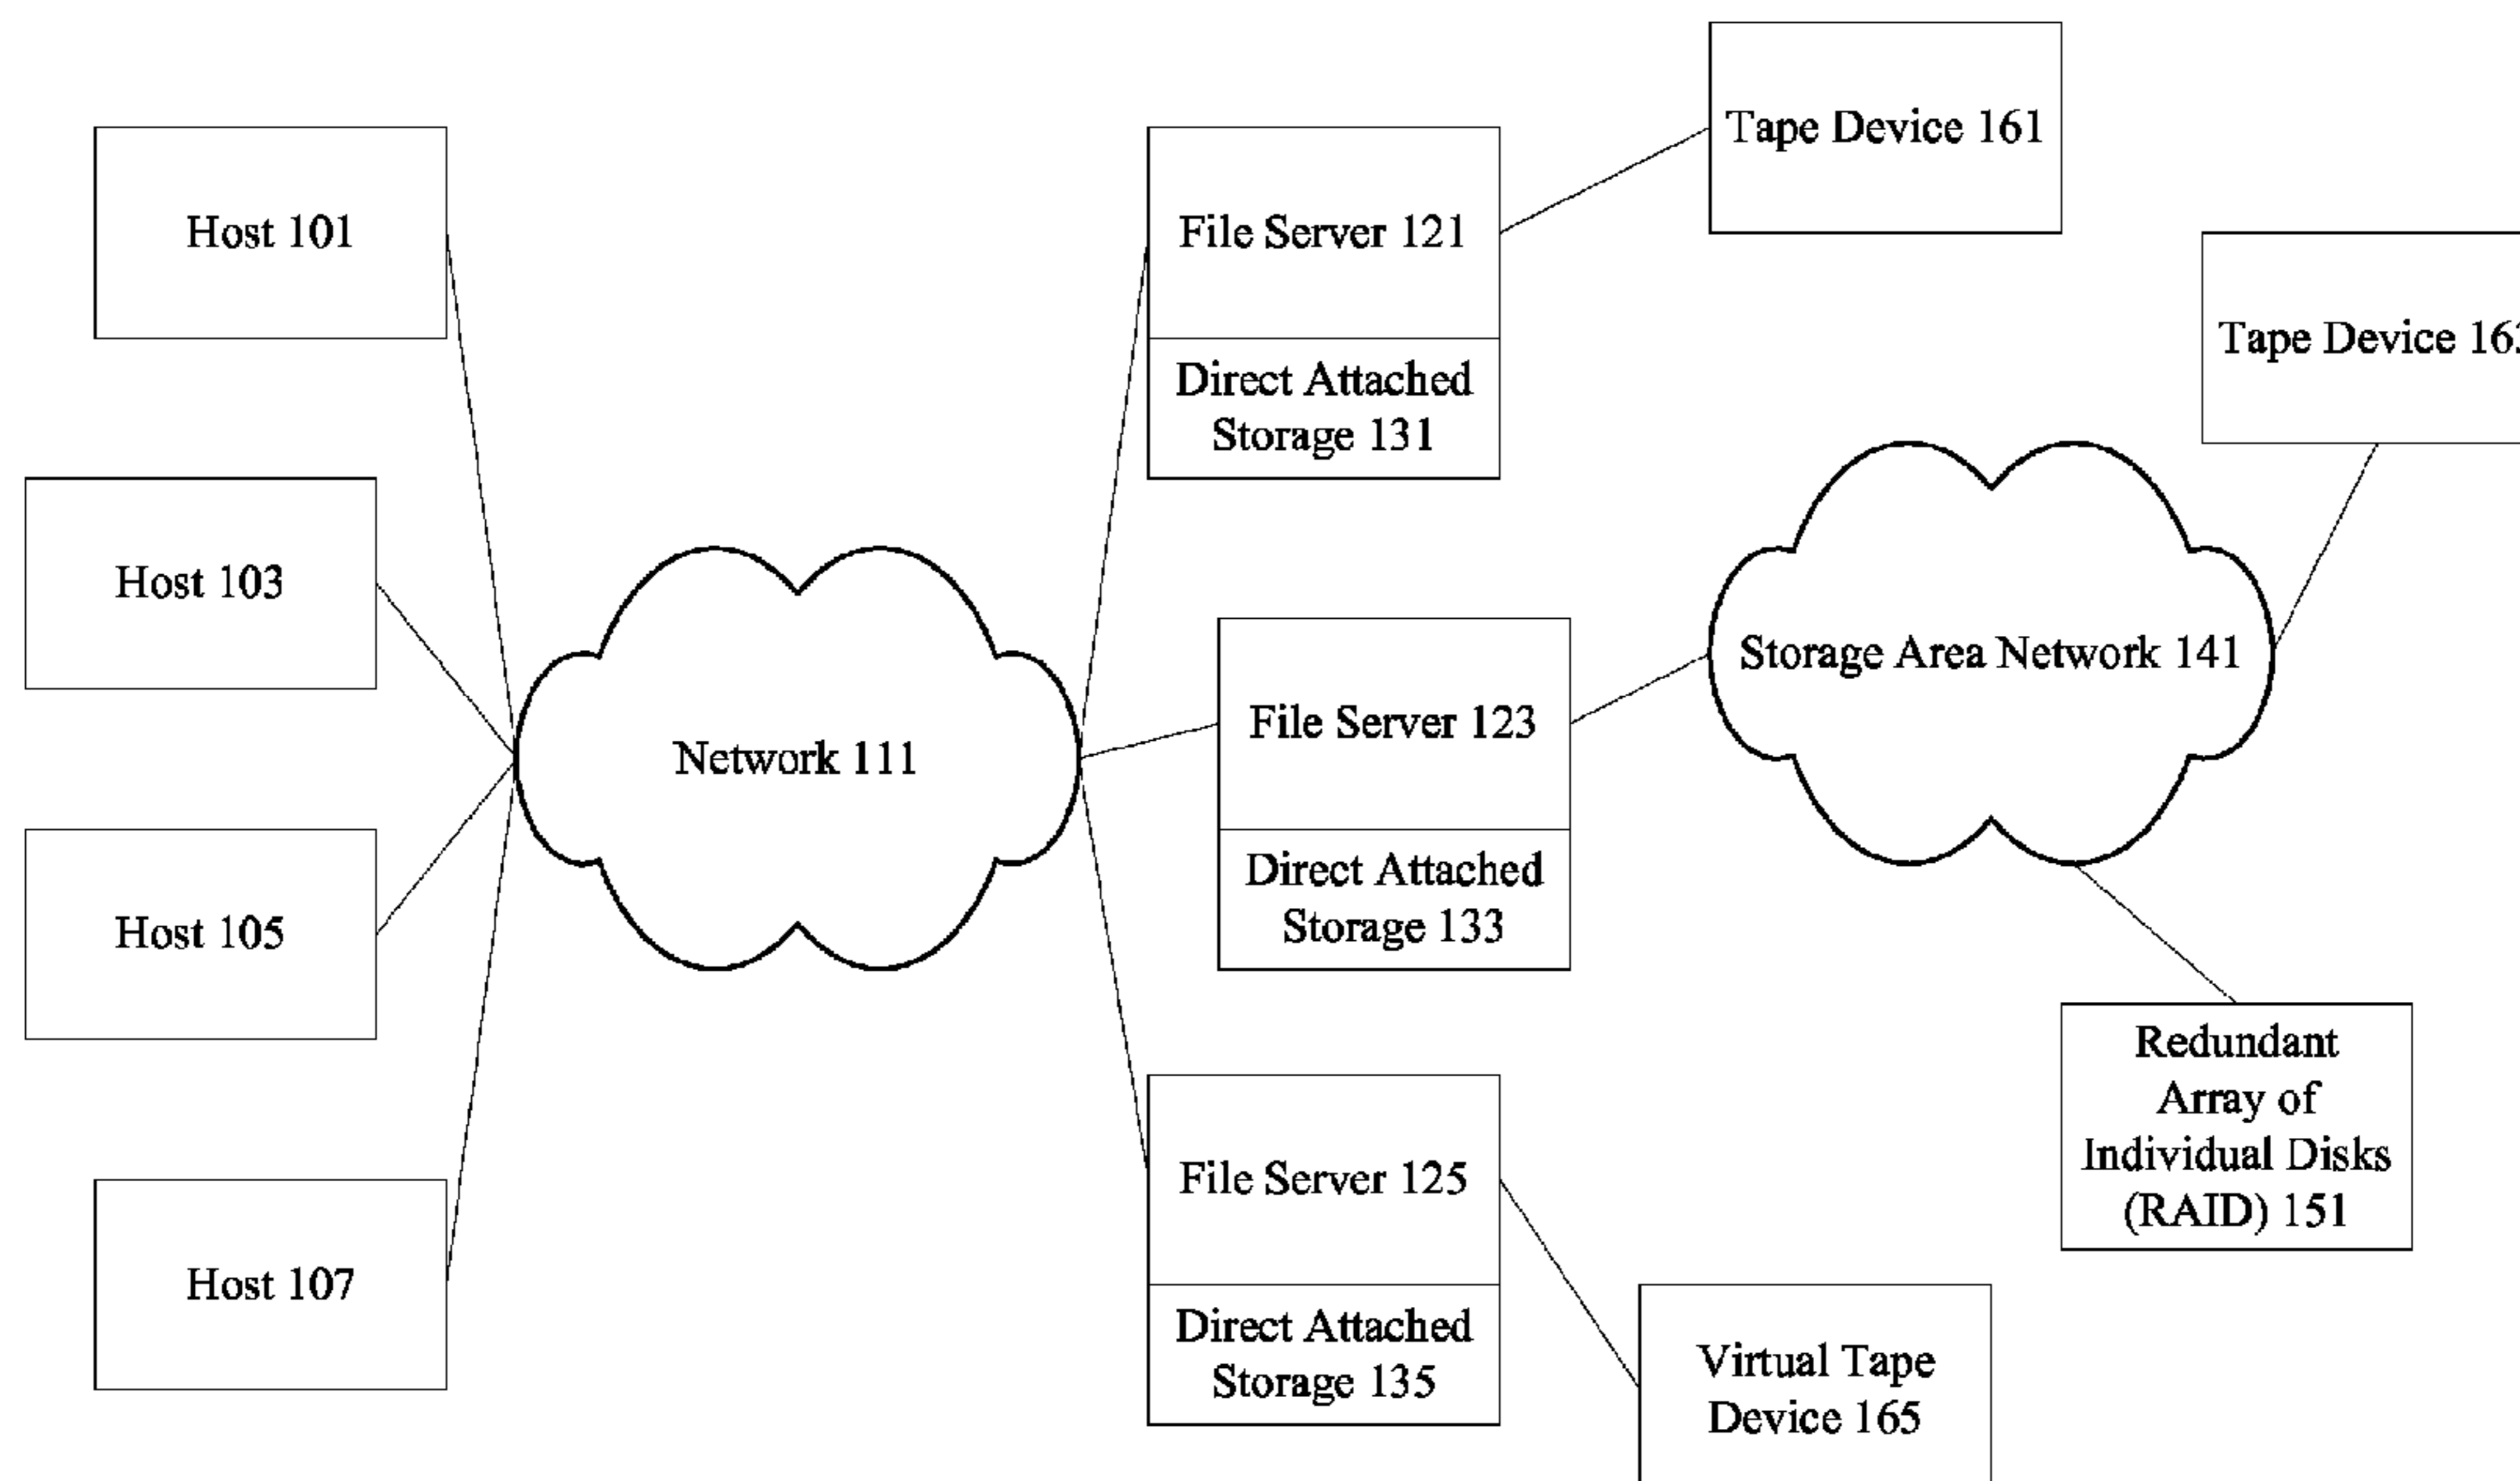 Host 101
Host 103
Host 105
Host 107
Network 111
File Server 121
Direct Attached
Storage 131
File Server 123
Direct Attached
Storage 133
File Server 125
Direct Attached
Storage 135
Tape Device 161
Tape Device
Storage Area Network 141
Redundant
Array of
Individual Disks
(RAID) 151
Virtual Tape
Device 165